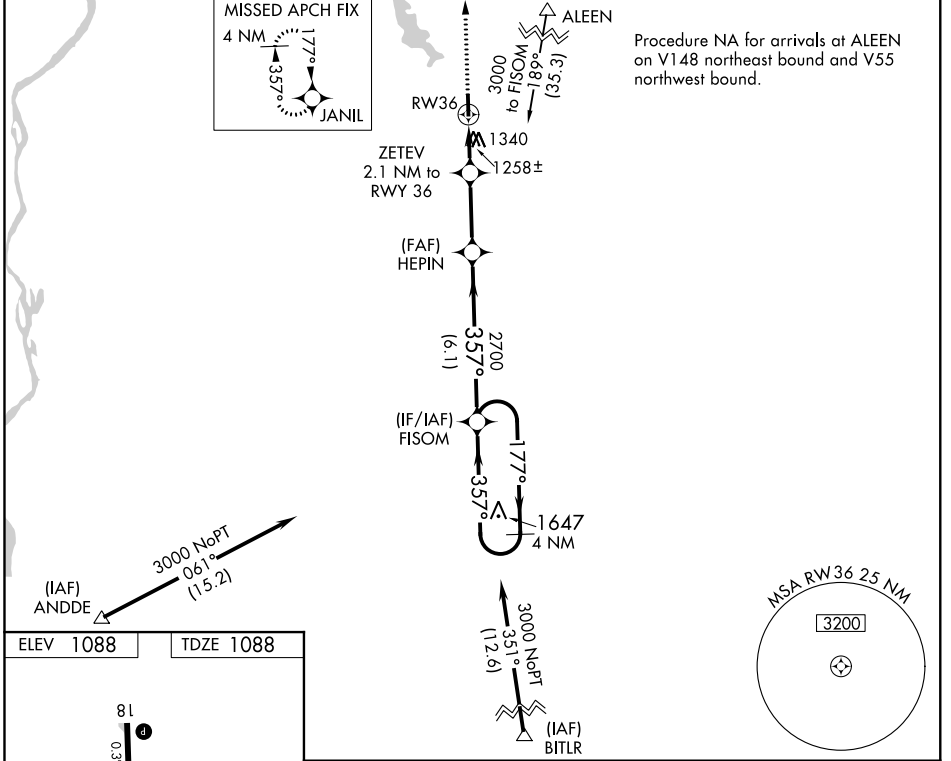 MISSED APCH FIX
4 NM
177°
357°
JANIL
ALEEN
3000
to FISOM
189°
(35.3)
Procedure NA for arrivals at ALEEN
on V148 northeast bound and V55
northwest bound.
RW36
1340
1258±
ZETEV
2.1 NM to
RWY 36
(FAF)
HEPIN
2700
357°
(6.1)
(IF/IAF)
FISOM
177°
357°
1647
4 NM
3000 NoPT
061°
(15.2)
(IAF)
ANDDE
3000 NoPT
351°
(12.6)
(IAF)
BITLR
MSA RW36 25 NM
3200
ELEV 1088
TDZE 1088
18
P